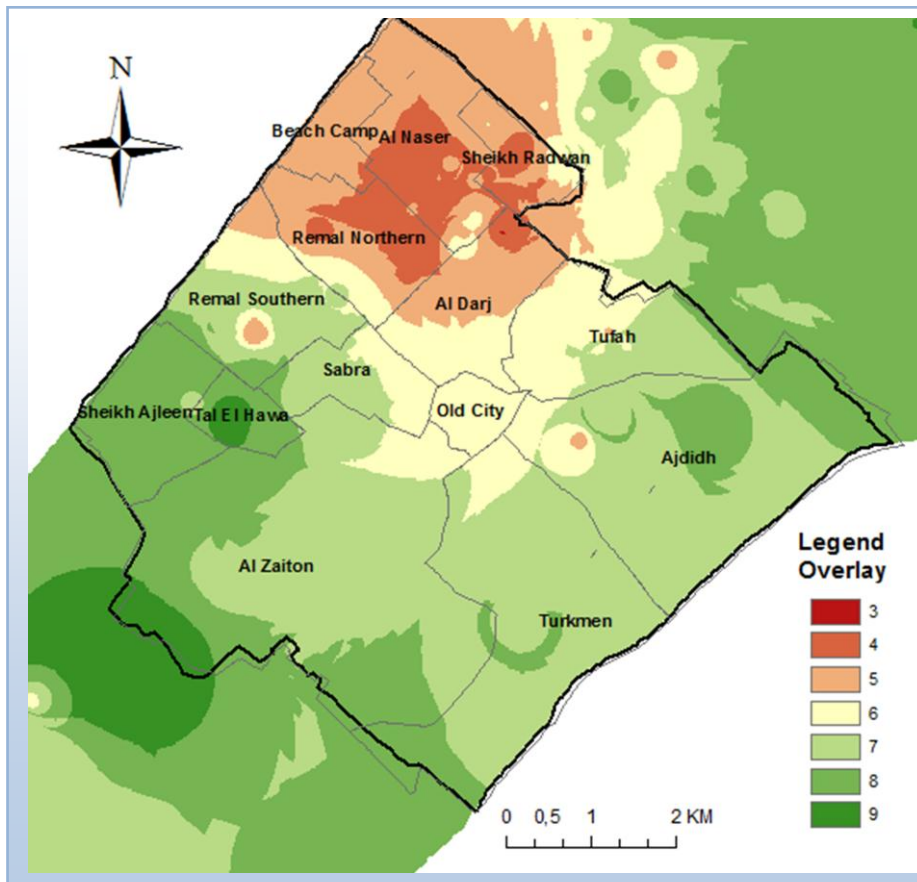 N
Beach Camp
Al Naser
Sheikh Radwan
Remal Northern
Remal Southern
Al Darj
Tufah
Sabra
Sheikh Ajleen
Tal El Hawa
Old City
Ajdidh
Al Zaiton
Turkmen
Legend
Overlay
3
4
5
6
7
8
9
0 0,5 1 2 KM